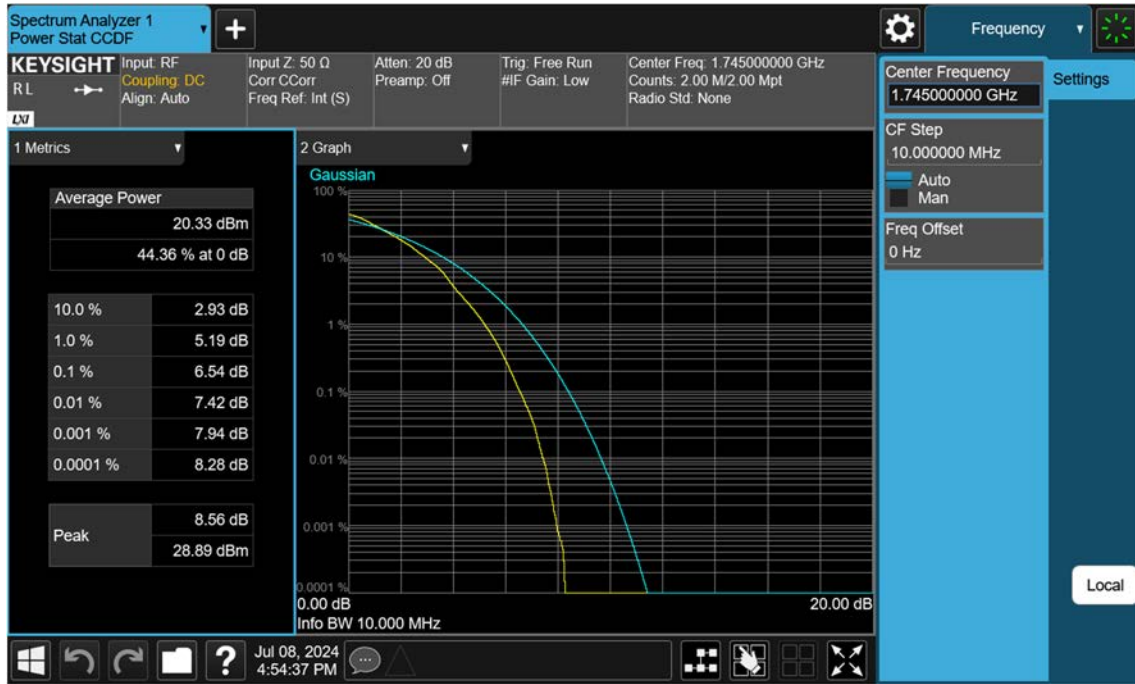 Spectrum Analyzer 1
Power Stat CCDF
Frequency
KEYSIGHT
R L
LXI
Input: RF
Coupling: DC
Align: Auto
Input Z: 50 Ω
Corr CCorr
Freq Ref: Int (S)
Atten: 20 dB
Preamp: Off
Trig: Free Run
#IF Gain: Low
Center Freq: 1.745000000 GHz
Counts: 2.00 M/2.00 Mpt
Radio Std: None
Center Frequency
1.745000000 GHz
Settings
CF Step
10.000000 MHz
Auto
Man
Freq Offset
0 Hz
Local
1 Metrics
Average Power
20.33 dBm
44.36 % at 0 dB
10.0 % 2.93 dB
1.0 % 5.19 dB
0.1 % 6.54 dB
0.01 % 7.42 dB
0.001 % 7.94 dB
0.0001 % 8.28 dB
Peak
8.56 dB
28.89 dBm
2 Graph
Gaussian
100 %
10 %
1 %
0.1 %
0.01 %
0.001 %
0.0001 %
0.00 dB 20.00 dB
Info BW 10.000 MHz
?
Jul 08, 2024
4:54:37 PM